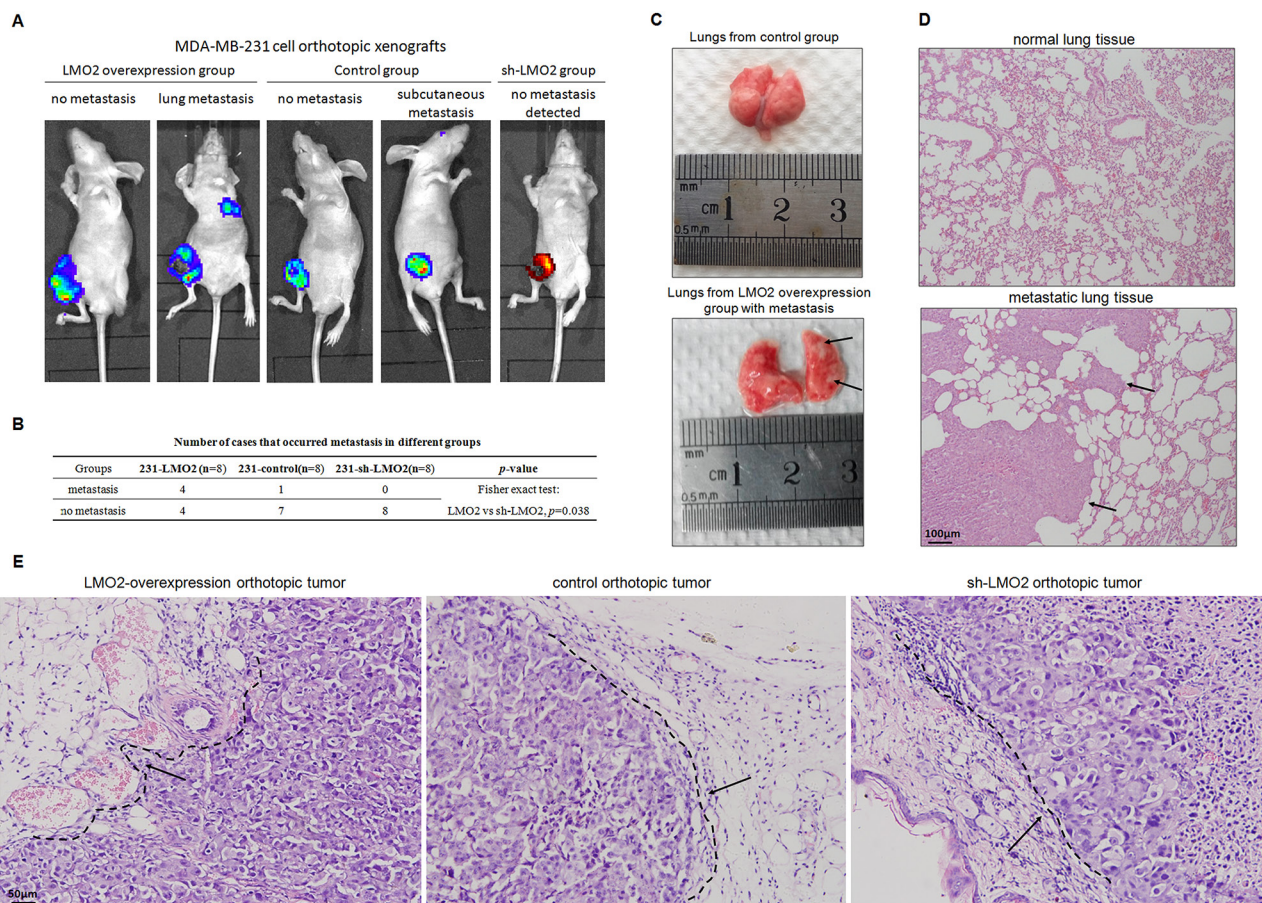 A
MDA-MB-231 cell orthotopic xenografts
LMO2 overexpression group
Control group
sh-LMO2 group
no metastasis
lung metastasis
no metastasis
subcutaneous
metastasis
no metastasis
detected
B
Number of cases that occurred metastasis in different groups
Groups 231-LMO2 (n=8) 231-control(n=8) 231-sh-LMO2(n=8) p-value
metastasis 4 1 0 Fisher exact test:
no metastasis 4 7 8 LMO2 vs sh-LMO2, p=0.038
C
Lungs from control group
mm
cm 1 2 3
0.5mm
Lungs from LMO2 overexpression
group with metastasis
mm
cm 1 2 3
0.5mm
D
normal lung tissue
metastatic lung tissue
100μm
E
LMO2-overexpression orthotopic tumor
control orthotopic tumor
sh-LMO2 orthotopic tumor
50μm